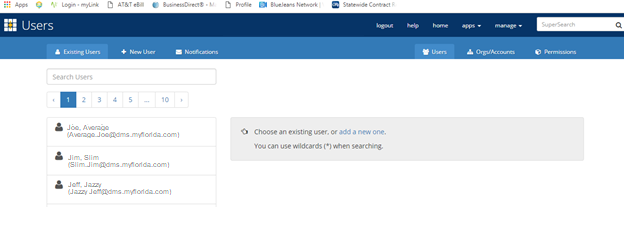 Apps
Login - myLink
AT&T eBill
BusinessDirect® - M
Profile
BlueJeans Network |
Statewide Contract
Users
logout help home apps manage SuperSearch
Existing Users New User Notifications Users Orgs/Accounts Permissions
Search Users
‹ 1 2 3 4 5 ... 10 ›
Joe, Average
(Average.Joe@dms.myflorida.com)
Jim, Slim
(Slim.Jim@dms.myflorida.com)
Jeff, Jazzy
(Jazzy.Jeff@dms.myflorida.com)
Choose an existing user, or add a new one.
You can use wildcards (*) when searching.